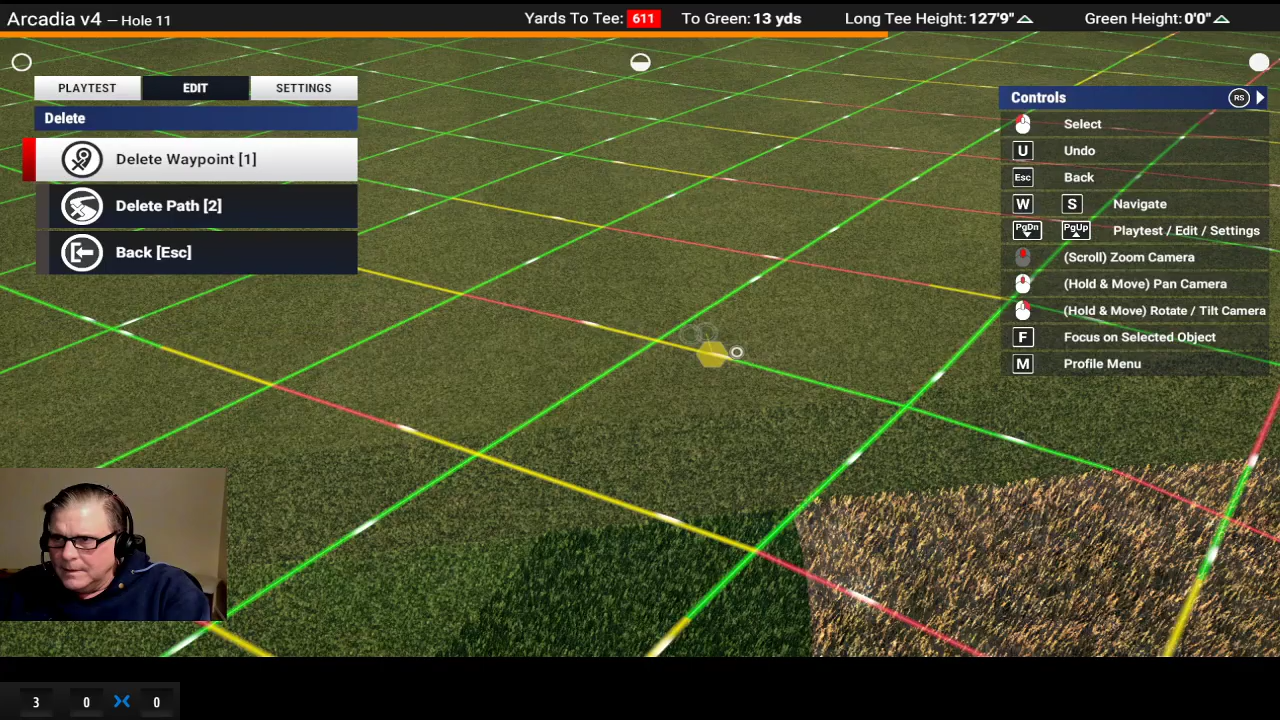 Arcadia v4 – Hole 11
Yards To Tee: 611 To Green: 13 yds Long Tee Height: 127'9" Green Height: 0'0"
PLAYTEST EDIT SETTINGS
Delete
Delete Waypoint [1]
Delete Path [2]
Back [Esc]
Controls RS
Select
U Undo
Esc Back
W S Navigate
PgDn PgUp Playtest / Edit / Settings
(Scroll) Zoom Camera
(Hold & Move) Pan Camera
(Hold & Move) Rotate / Tilt Camera
F Focus on Selected Object
M Profile Menu
3 0 0